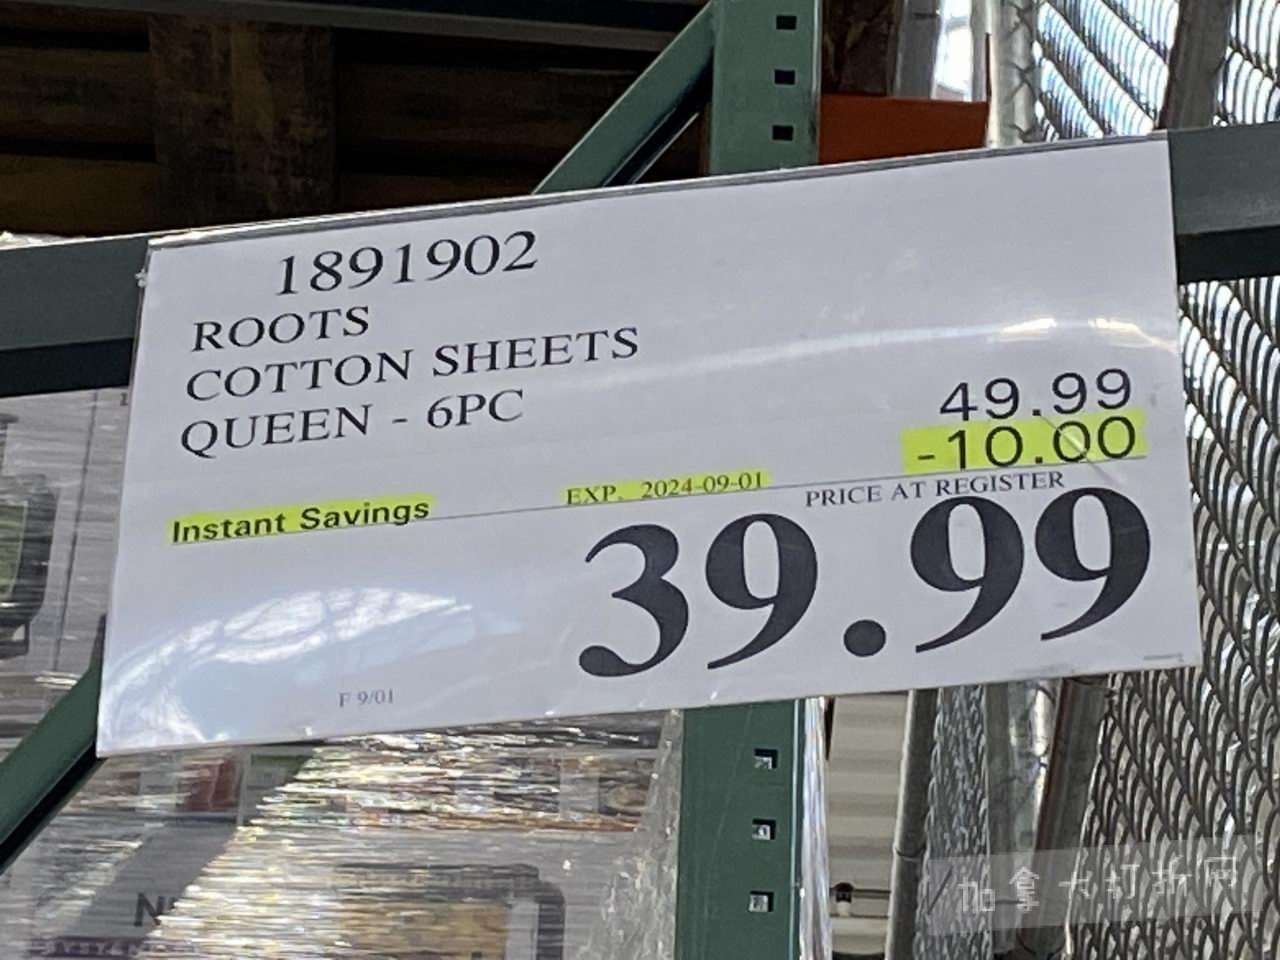 1891902
ROOTS
COTTON SHEETS
QUEEN - 6PC
49.99
-10.00
Instant Savings
EXP. 2024-09-01
PRICE AT REGISTER
39.99
F 9/01
加拿大打折网